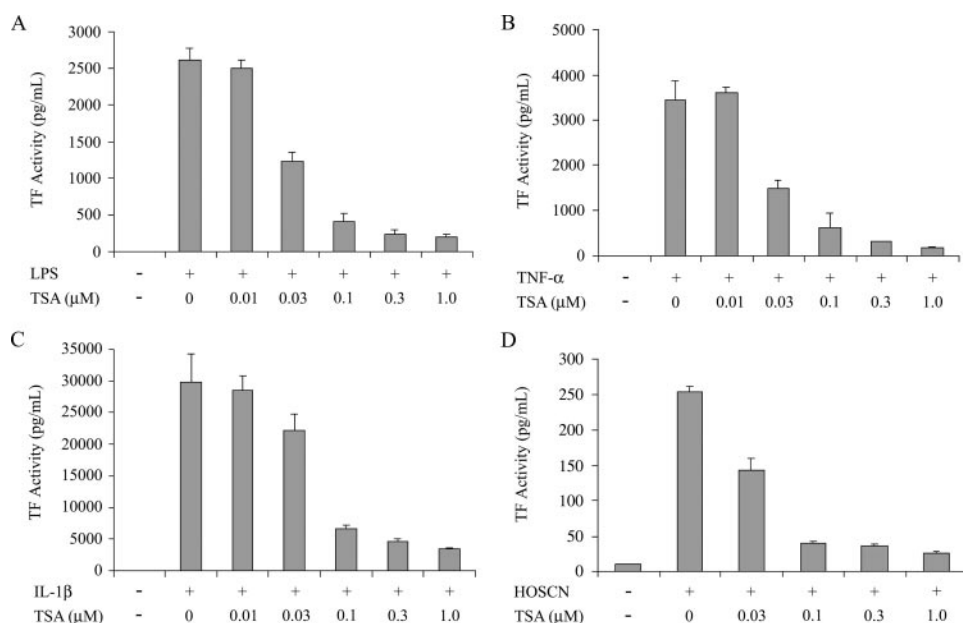 A
TF Activity (pg/mL)
3000
2500
2000
1500
1000
500
0
LPS - + + + + + +
TSA (μM) - 0 0.01 0.03 0.1 0.3 1.0
B
TF Activity (pg/mL)
5000
4000
3000
2000
1000
0
TNF-α - + + + + + +
TSA (μM) - 0 0.01 0.03 0.1 0.3 1.0
C
TF Activity (pg/mL)
35000
30000
25000
20000
15000
10000
5000
0
IL-1β - + + + + + +
TSA (μM) - 0 0.01 0.03 0.1 0.3 1.0
D
TF Activity (pg/mL)
300
250
200
150
100
50
0
HOSCN - + + + + +
TSA (μM) - 0 0.03 0.1 0.3 1.0